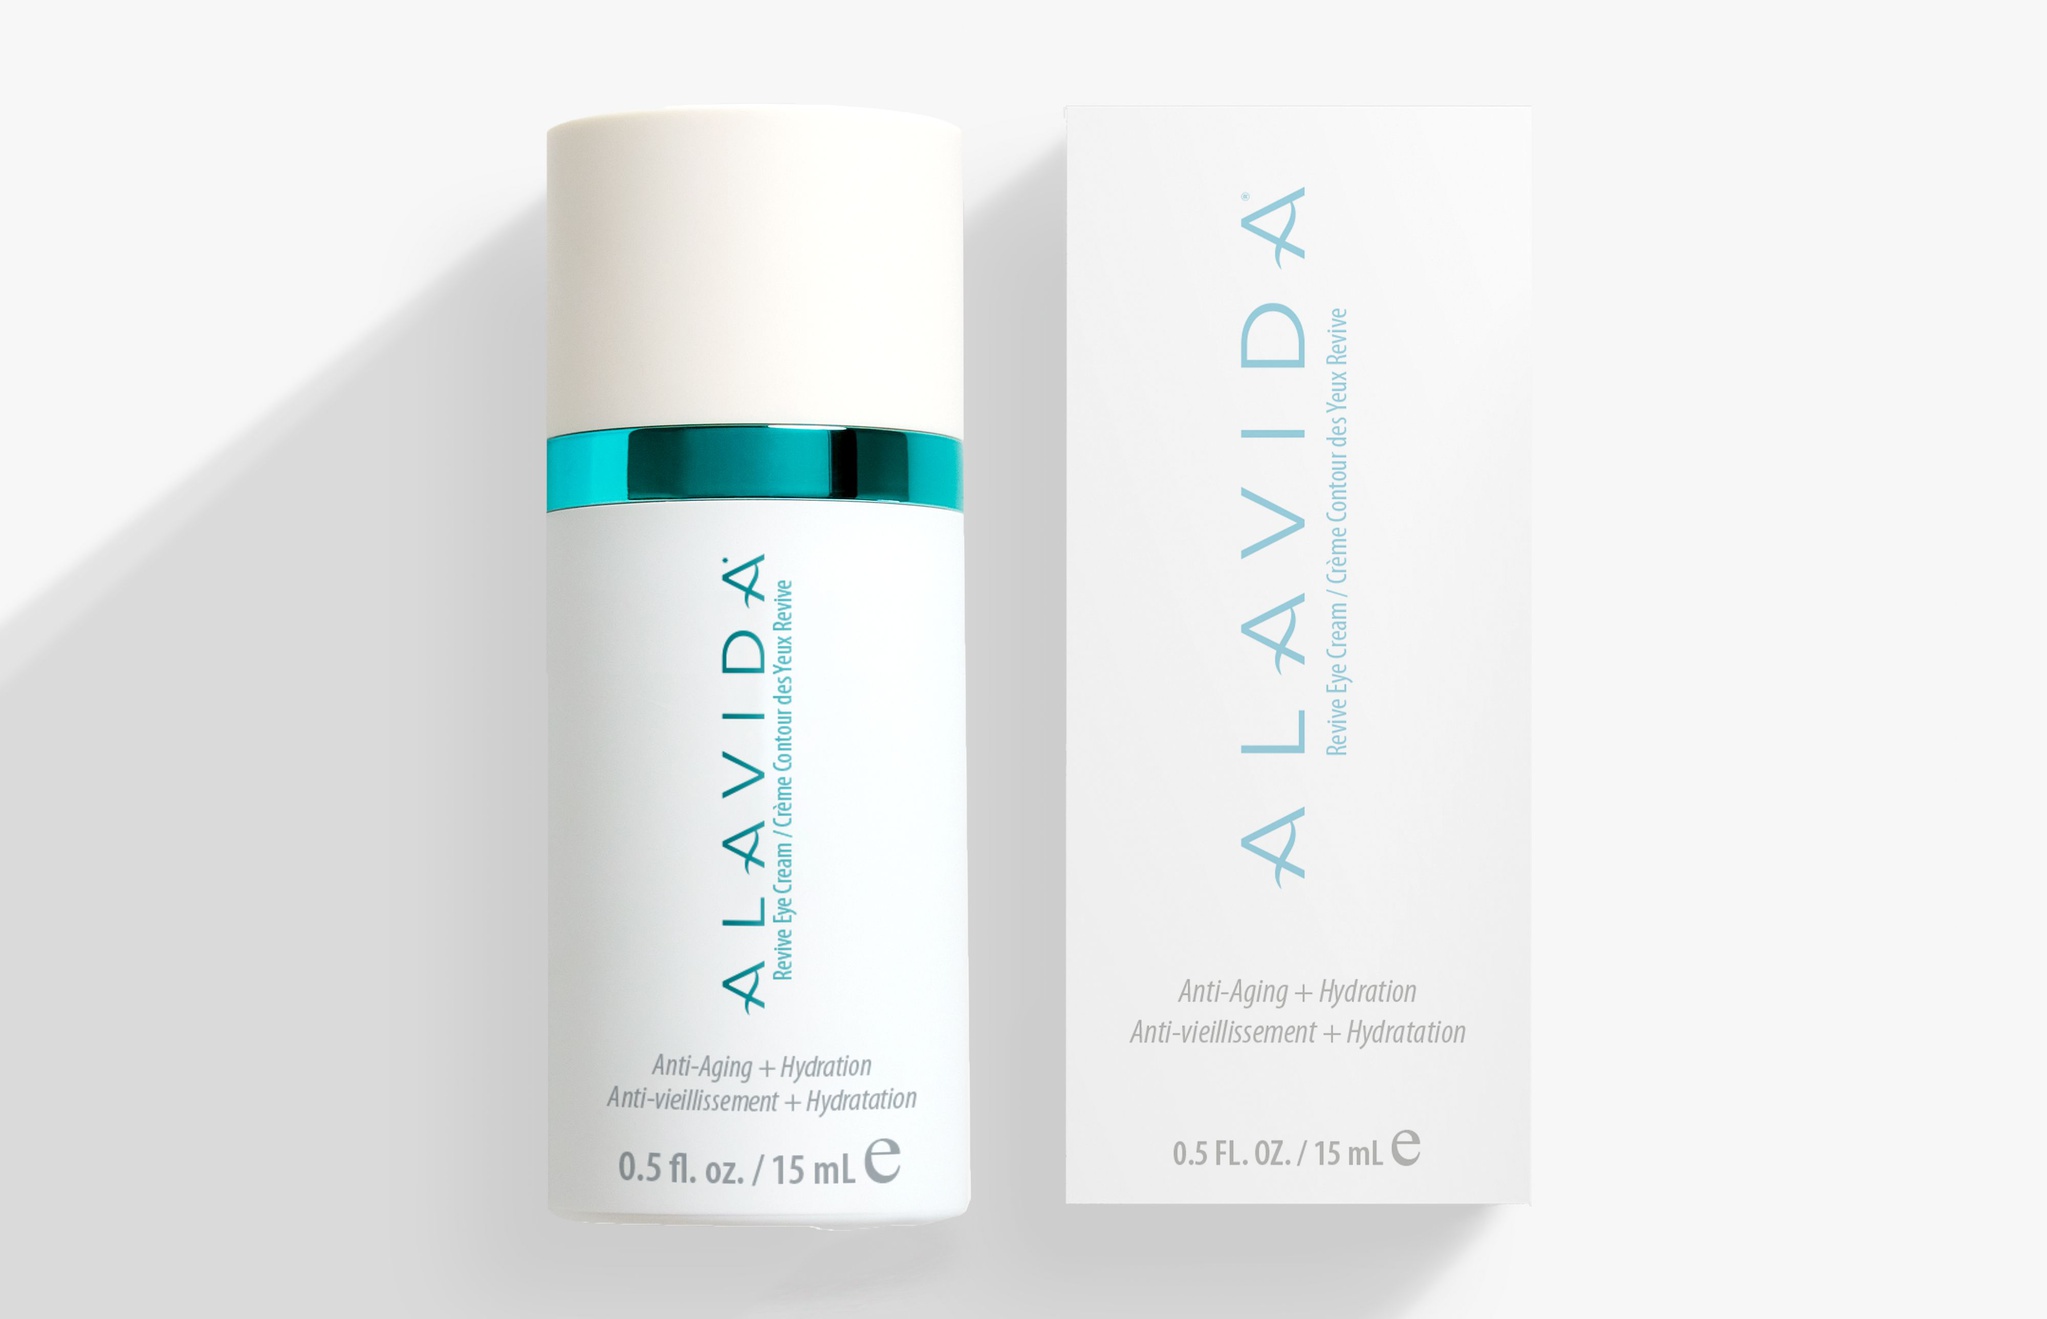 ALAVIDA
Revive Eye Cream / Crème Contour des Yeux Revive
Anti-Aging + Hydration
Anti-vieillissement + Hydratation
0.5 fl. oz. / 15 mL ℮
ALAVIDA®
Revive Eye Cream / Crème Contour des Yeux Revive
Anti-Aging + Hydration
Anti-vieillissement + Hydratation
0.5 FL. OZ. / 15 mL ℮